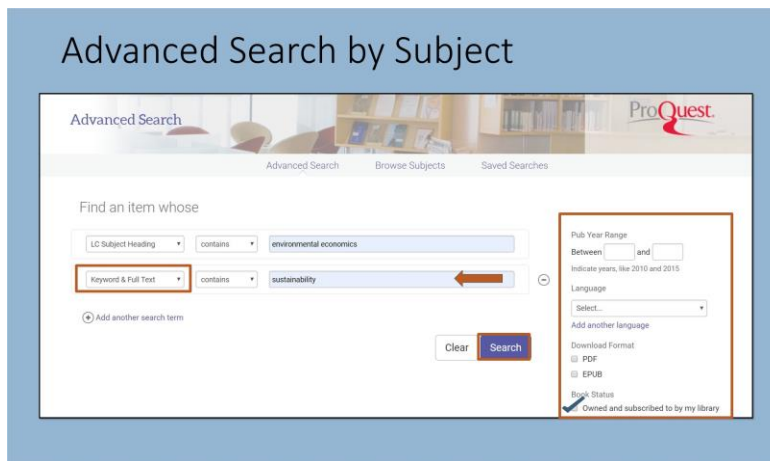 Advanced Search by Subject
Advanced Search
ProQuest.
Advanced Search Browse Subjects Saved Searches
Find an item whose
LC Subject Heading contains environmental economics
Keyword & Full Text contains sustainability
Add another search term
Clear Search
Pub Year Range
Between and
Indicate years, like 2010 and 2015
Language
Select...
Add another language
Download Format
PDF
EPUB
Book Status
Owned and subscribed to by my library